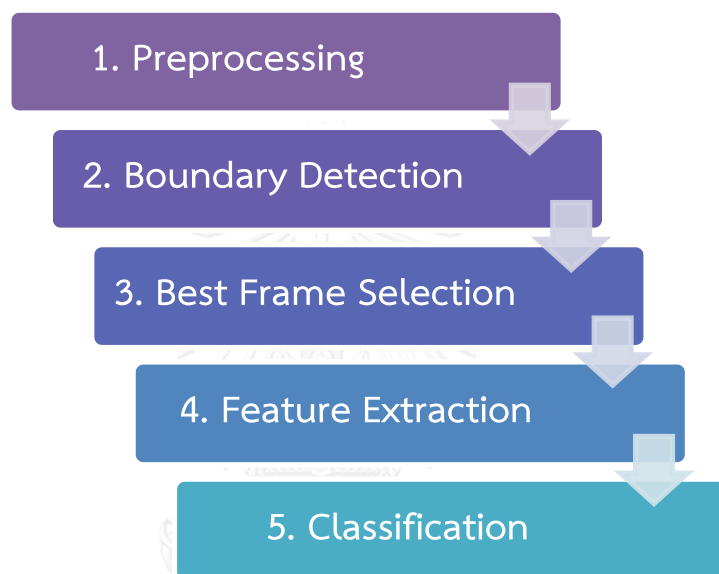 1. Preprocessing
2. Boundary Detection
3. Best Frame Selection
4. Feature Extraction
5. Classification